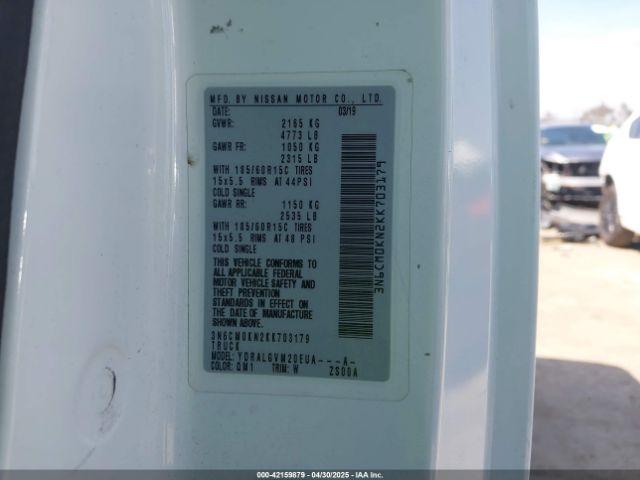 MFD. BY NISSAN MOTOR CO., LTD.
DATE: 03/19
GVWR: 2165 KG
4773 LB
GAWR FR: 1050 KG
2315 LB
WITH 185/60R15C TIRES
15x5.5 RIMS AT 44PSI
COLD SINGLE
GAWR RR: 1150 KG
2535 LB
WITH 185/60R15C TIRES
15x5.5 RIMS AT 48 PSI
COLD SINGLE
THIS VEHICLE CONFORMS TO
ALL APPLICABLE FEDERAL
MOTOR VEHICLE SAFETY AND
THEFT PREVENTION
STANDARDS IN EFFECT ON
THE DATE OF MANUFACTURE
SHOWN ABOVE.
3N6CM0KN2KK703179
TRUCK
MODEL: YDRALGVM20EUA---A-
COLOR: QM1 TRIM: W ZS00A
3N6CM0KN2KK703179
000-42159879 - 04/30/2025 - IAAI.COM